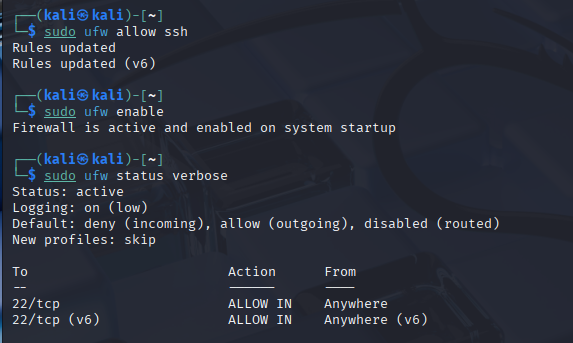 ┌──(kali㉿kali)-[~]
└─$ sudo ufw allow ssh
Rules updated
Rules updated (v6)
┌──(kali㉿kali)-[~]
└─$ sudo ufw enable
Firewall is active and enabled on system startup
┌──(kali㉿kali)-[~]
└─$ sudo ufw status verbose
Status: active
Logging: on (low)
Default: deny (incoming), allow (outgoing), disabled (routed)
New profiles: skip
To                         Action      From
--                         ------      ----
22/tcp                     ALLOW IN    Anywhere
22/tcp (v6)                ALLOW IN    Anywhere (v6)